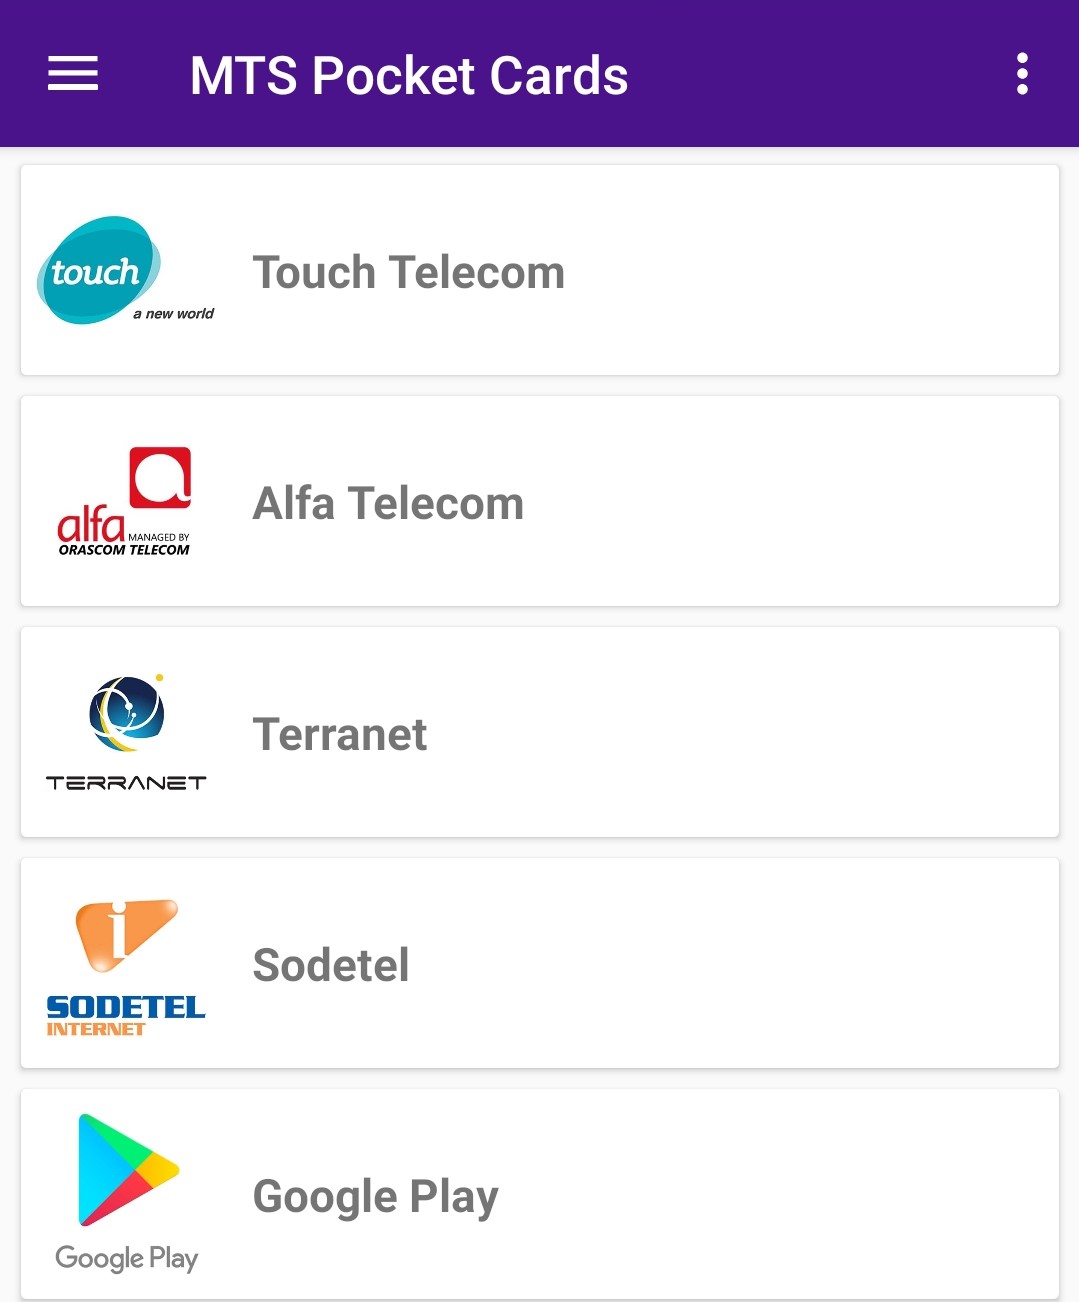 MTS Pocket Cards
touch
a new world
Touch Telecom
alfa MANAGED BY
ORASCOM TELECOM
Alfa Telecom
TERRANET
Terranet
i
SODETEL
INTERNET
Sodetel
Google Play
Google Play